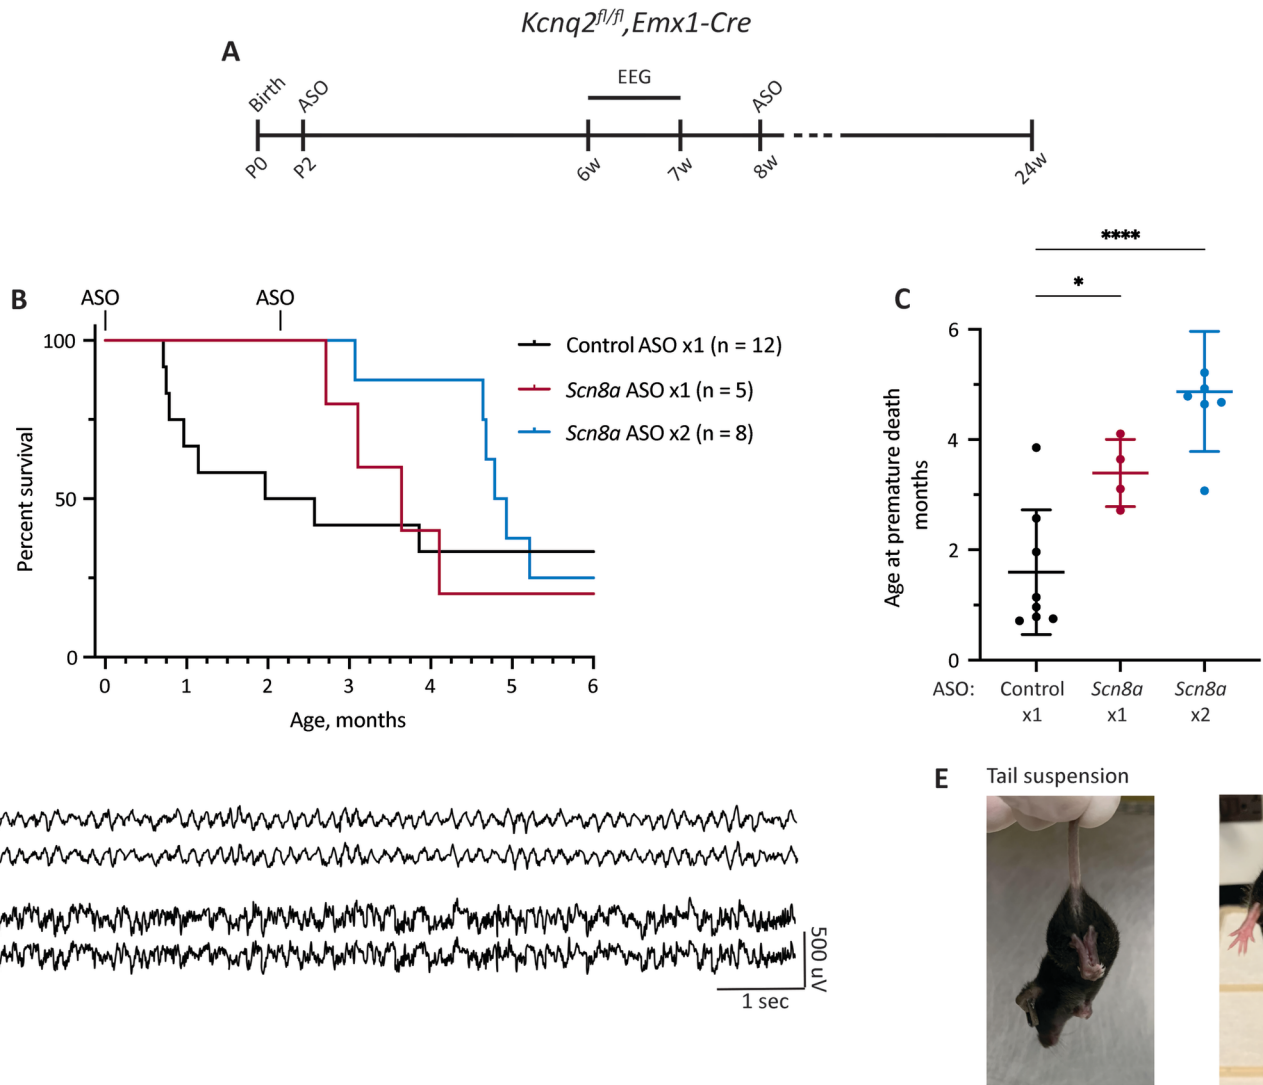 Kcnq2fl/fl,Emx1-Cre
A
EEG
Birth
ASO
ASO
P0
P2
6w
7w
8w
24w
B
ASO
ASO
Percent survival
100
50
0
0 1 2 3 4 5 6
Age, months
Control ASO x1 (n = 12)
Scn8a ASO x1 (n = 5)
Scn8a ASO x2 (n = 8)
C
****
*
Age at premature death
months
6
4
2
0
ASO: Control Scn8a Scn8a
x1 x1 x2
500 uV
1 sec
E Tail suspension